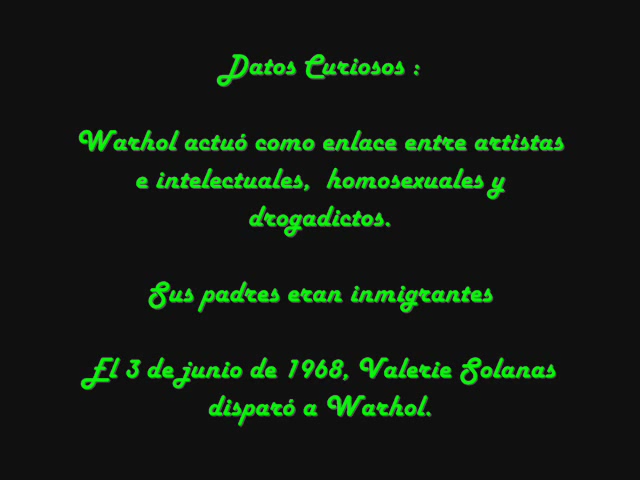 Datos Curiosos :
Warhol actuó como enlace entre artistas
e intelectuales, homosexuales y
drogadictos.
Sus padres eran inmigrantes
El 3 de junio de 1968, Valerie Solanas
disparó a Warhol.